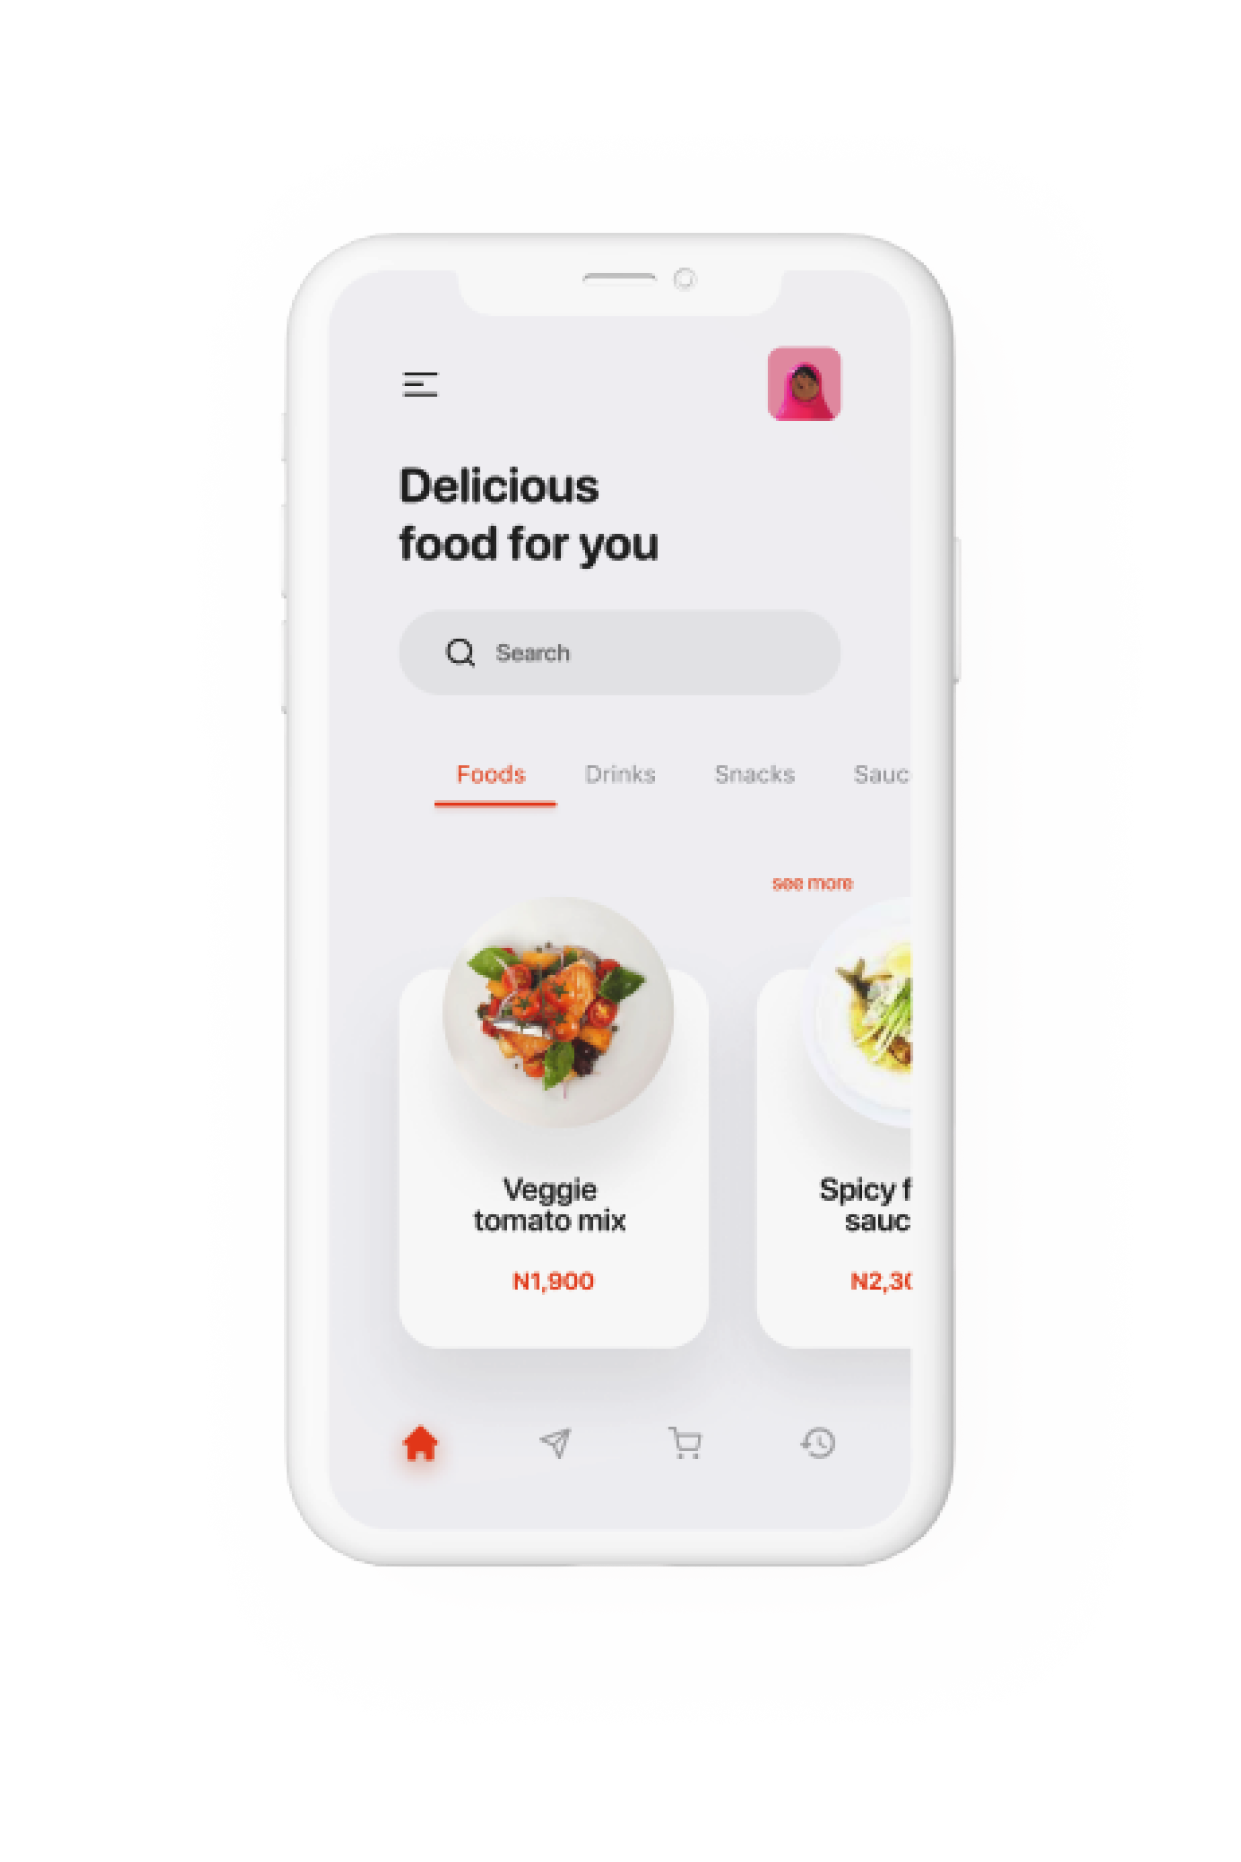 Delicious
food for you
Search
Foods Drinks Snacks Sauc
see more
Veggie
tomato mix
N1,900
Spicy f
sauc
N2,30